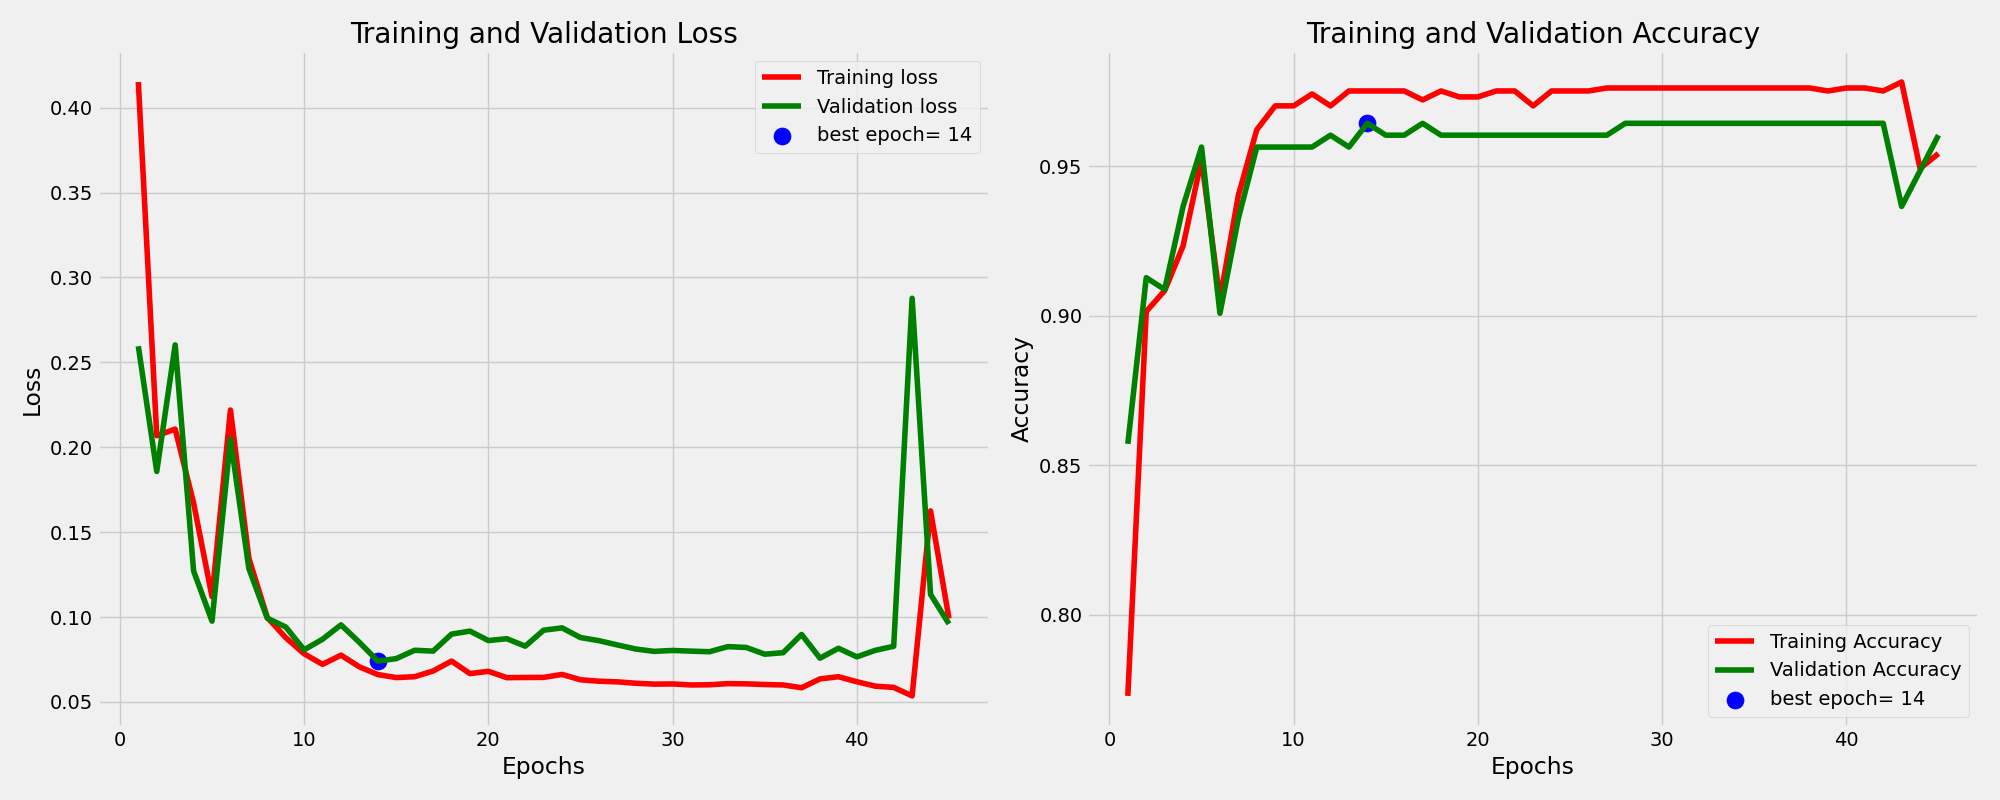 Training and Validation Loss
Training loss
Validation loss
best epoch= 14
0.40
0.35
0.30
0.25
0.20
0.15
0.10
0.05
Loss
0
10
20
30
40
Epochs
Training and Validation Accuracy
0.95
0.90
0.85
0.80
Accuracy
Training Accuracy
Validation Accuracy
best epoch= 14
0
10
20
30
40
Epochs